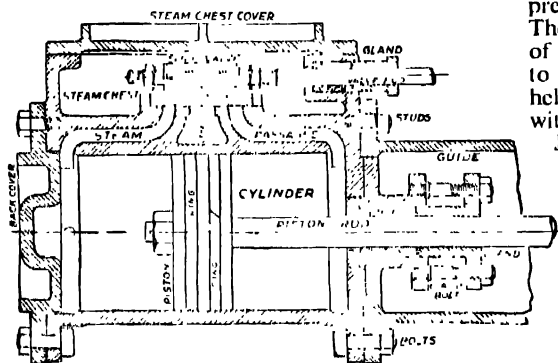 STEAM CHEST COVER
GLAND
STEAM CHEST
STUDS
STEAM
PASSAGE
GUIDE
BACK COVER
CYLINDER
RING
PISTON ROD
PISTON
RING
BOLTS
pre
The
of
to
hel
wit